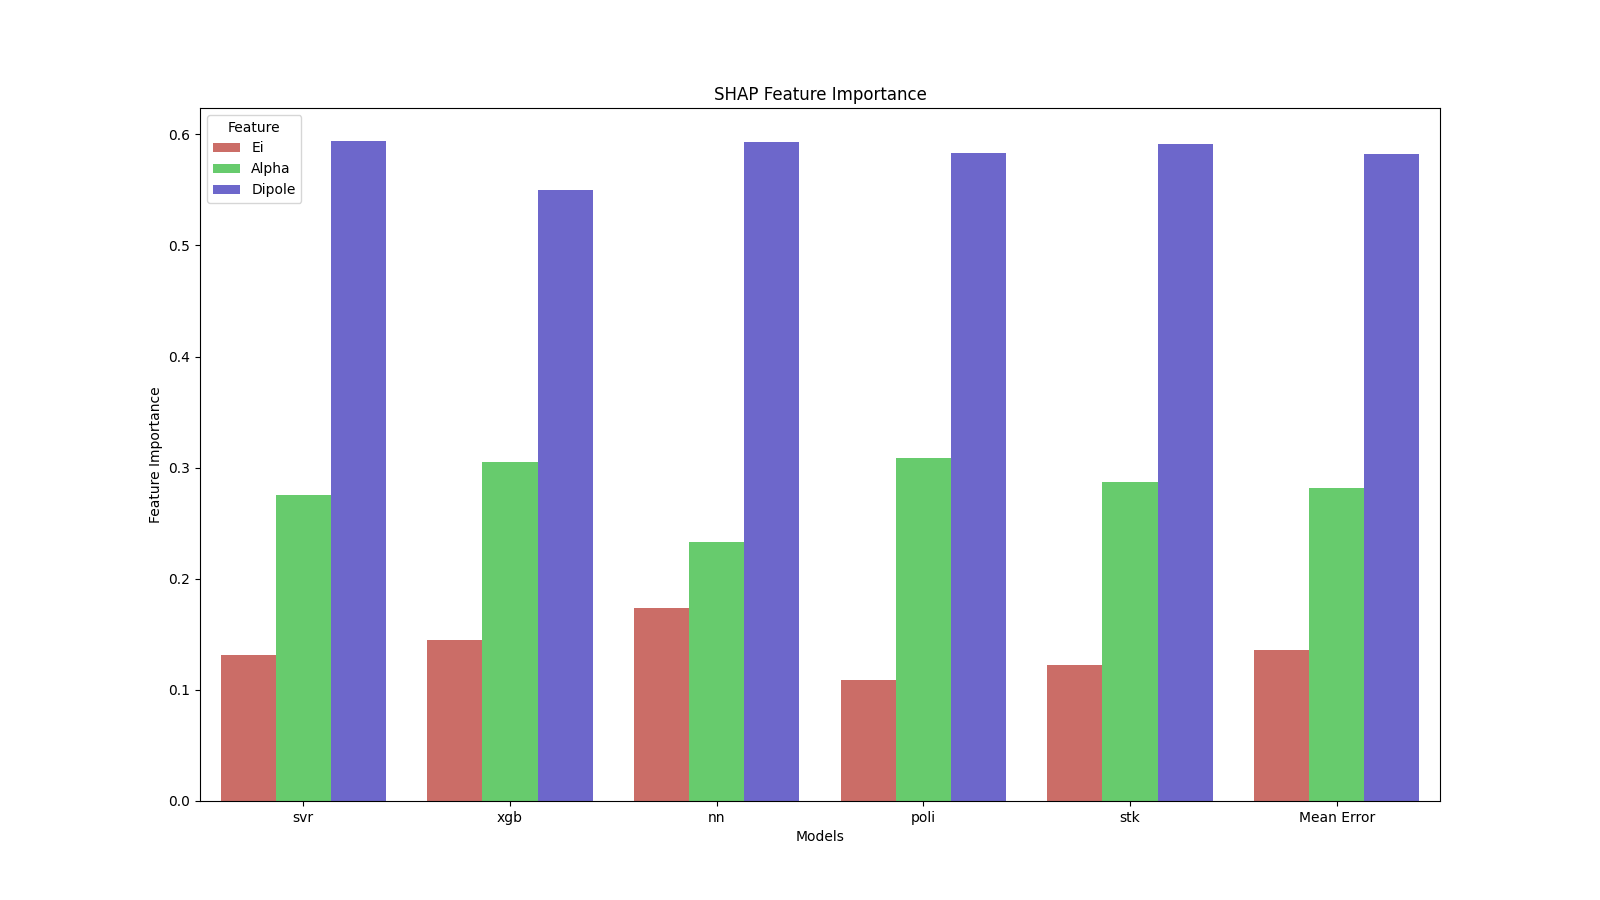 SHAP Feature Importance
Feature
Ei
Alpha
Dipole
0.6
0.5
0.4
0.3
0.2
0.1
0.0
Feature Importance
svr xgb nn poli stk Mean Error
Models